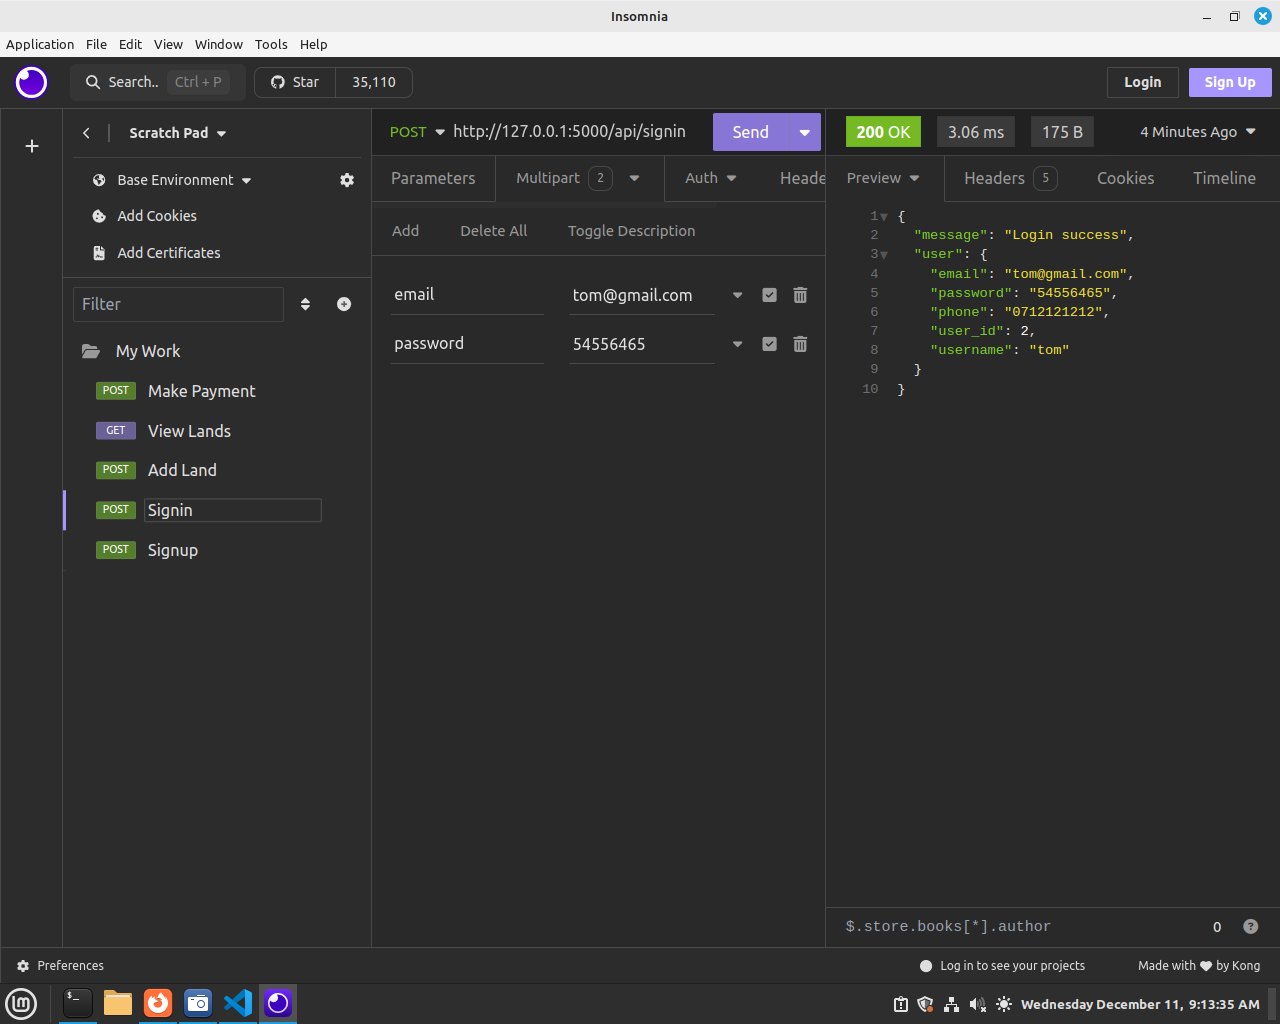 Insomnia
Application File Edit View Window Tools Help
Search.. Ctrl + P Star 35,110 Login Sign Up
Scratch Pad
Base Environment
Add Cookies
Add Certificates
Filter
My Work
POST Make Payment
GET View Lands
POST Add Land
POST Signin
POST Signup
POST http://127.0.0.1:5000/api/signin Send
Parameters Multipart 2 Auth Heade
Add Delete All Toggle Description
email tom@gmail.com
password 54556465
200 OK 3.06 ms 175 B 4 Minutes Ago
Preview Headers 5 Cookies Timeline
1 {
2 "message": "Login success",
3 "user": {
4 "email": "tom@gmail.com",
5 "password": "54556465",
6 "phone": "0712121212",
7 "user_id": 2,
8 "username": "tom"
9 }
10 }
$.store.books[*].author 0 ?
Preferences Log in to see your projects Made with ❤ by Kong
Wednesday December 11, 9:13:35 AM